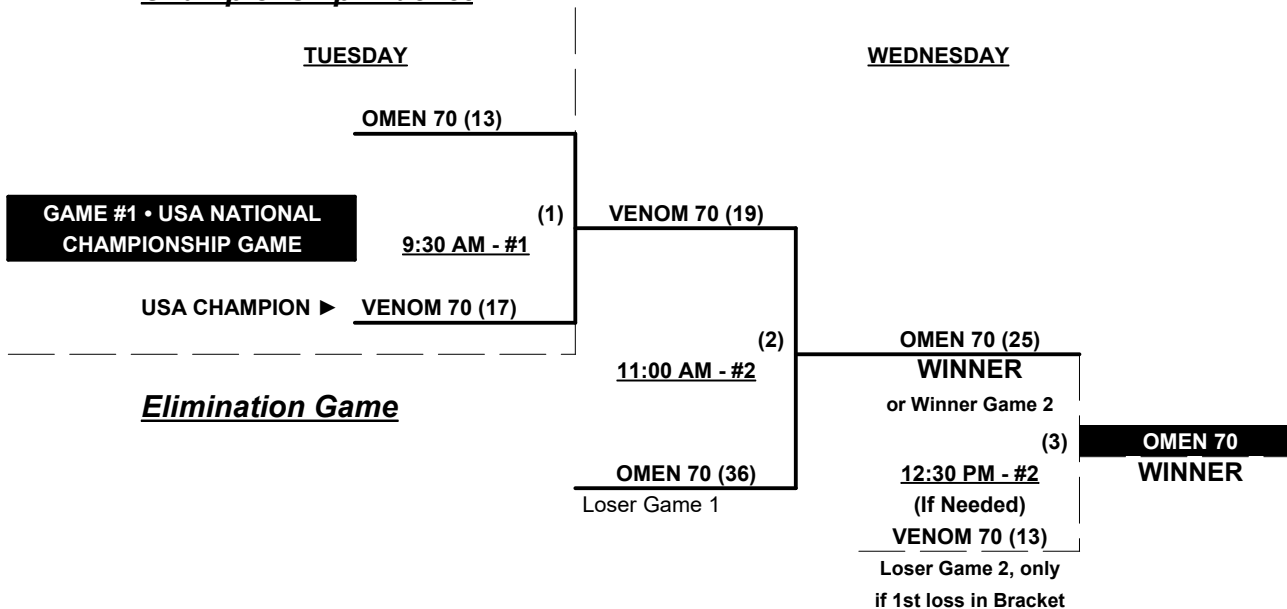 TUESDAY
WEDNESDAY
OMEN 70 (13)
GAME #1 • USA NATIONAL
CHAMPIONSHIP GAME
(1)
9:30 AM - #1
VENOM 70 (19)
USA CHAMPION ► VENOM 70 (17)
(2)
11:00 AM - #2
OMEN 70 (25)
WINNER
or Winner Game 2
Elimination Game
(3)
OMEN 70
WINNER
OMEN 70 (36)
Loser Game 1
12:30 PM - #2
(If Needed)
VENOM 70 (13)
Loser Game 2, only
if 1st loss in Bracket